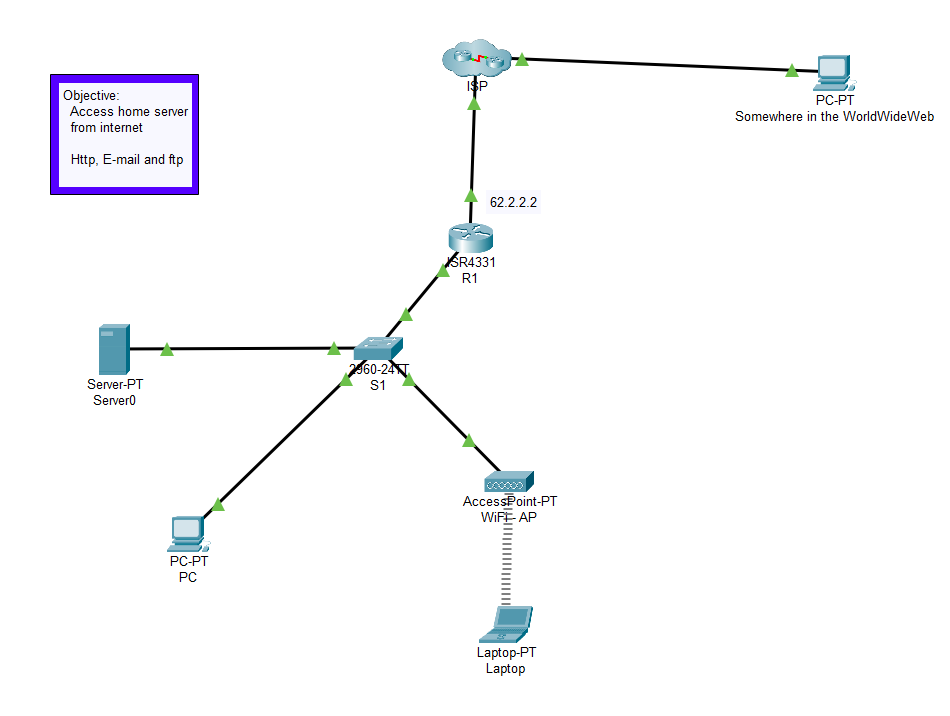 Objective:
Access home server
from internet
Http, E-mail and ftp
ISP
PC-PT
Somewhere in the WorldWideWeb
62.2.2.2
ISR4331
R1
Server-PT
Server0
2960-24TT
S1
AccessPoint-PT
WiFi - AP
PC-PT
PC
Laptop-PT
Laptop